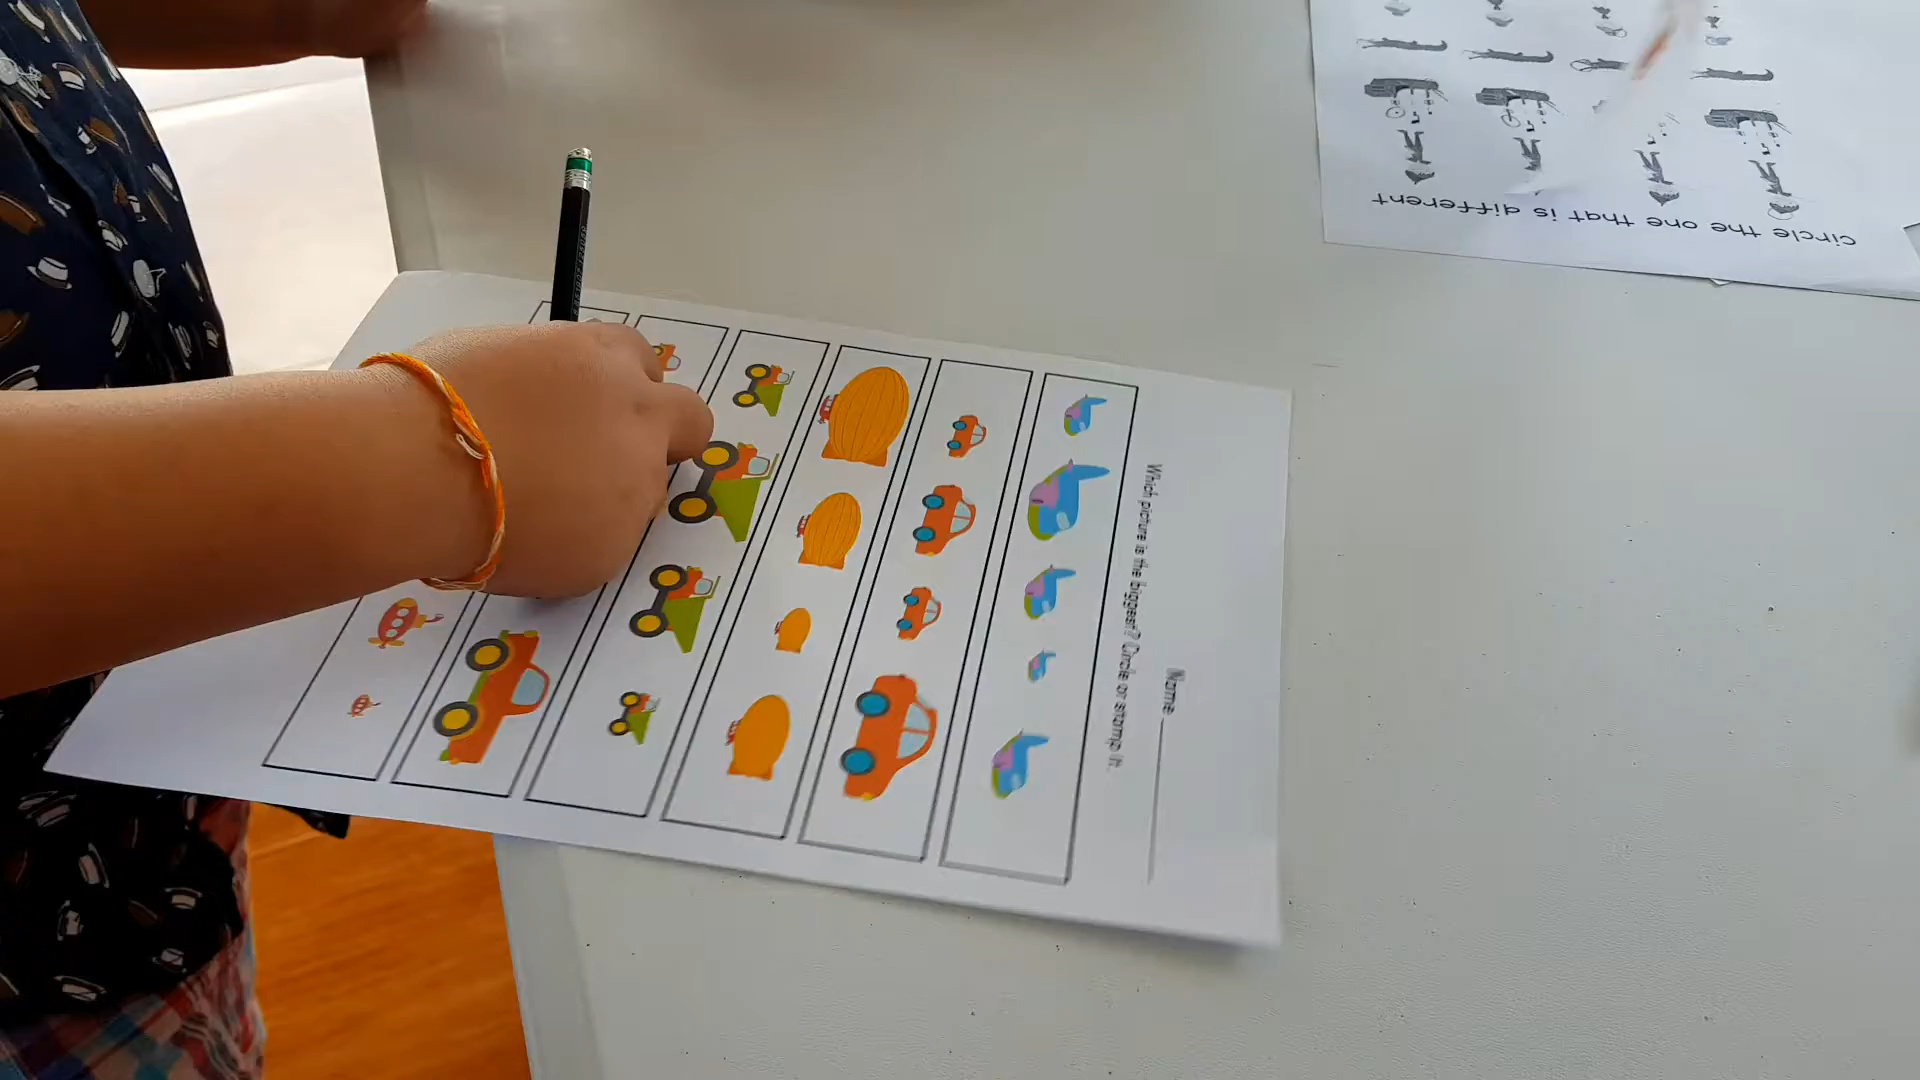 Name
Which picture is the biggest? Circle or stamp it.
circle the one that is different